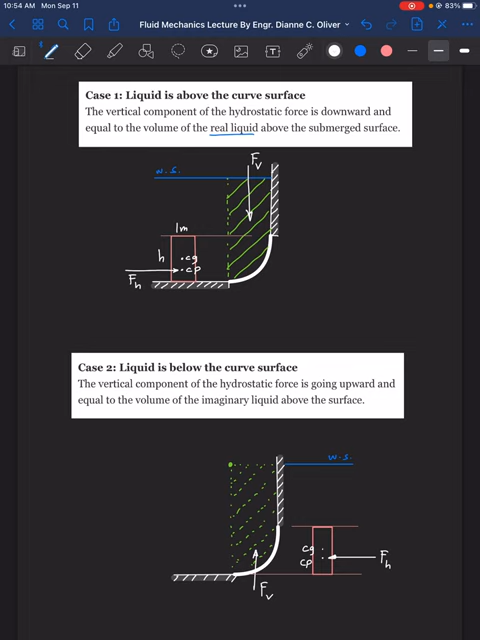 10:54 AM Mon Sep 11
83%
Fluid Mechanics Lecture By Engr. Dianne C. Oliver
Case 1: Liquid is above the curve surface
The vertical component of the hydrostatic force is downward and
equal to the volume of the real liquid above the submerged surface.
Fv
w.s.
1m
h
cg
cp
Fh
Case 2: Liquid is below the curve surface
The vertical component of the hydrostatic force is going upward and
equal to the volume of the imaginary liquid above the surface.
w.s.
cg
cp
Fh
Fv